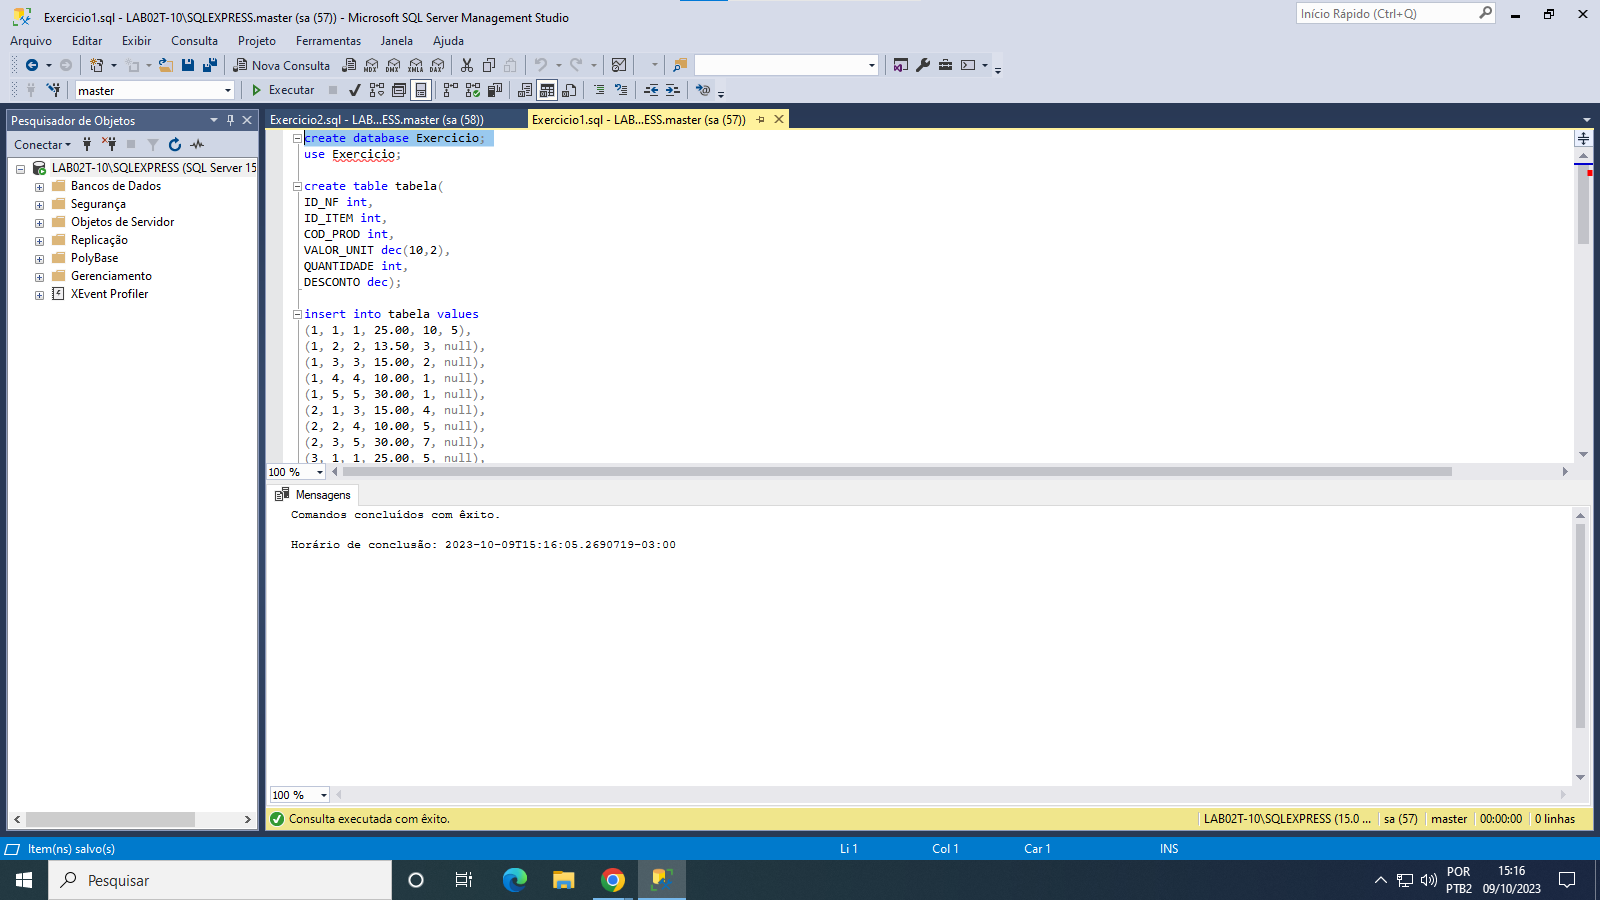 Exercicio1.sql - LAB02T-10\SQLEXPRESS.master (sa (57)) - Microsoft SQL Server Management Studio
Início Rápido (Ctrl+Q)
Arquivo Editar Exibir Consulta Projeto Ferramentas Janela Ajuda
Nova Consulta
MDX DMX XMLA DAX
master
Executar
Pesquisador de Objetos
Conectar
LAB02T-10\SQLEXPRESS (SQL Server 15
Bancos de Dados
Segurança
Objetos de Servidor
Replicação
PolyBase
Gerenciamento
XEvent Profiler
Exercicio2.sql - LAB...ESS.master (sa (58))
Exercicio1.sql - LAB...ESS.master (sa (57))
create database Exercicio;
use Exercicio;
create table tabela(
ID_NF int,
ID_ITEM int,
COD_PROD int,
VALOR_UNIT dec(10,2),
QUANTIDADE int,
DESCONTO dec);
insert into tabela values
(1, 1, 1, 25.00, 10, 5),
(1, 2, 2, 13.50, 3, null),
(1, 3, 3, 15.00, 2, null),
(1, 4, 4, 10.00, 1, null),
(1, 5, 5, 30.00, 1, null),
(2, 1, 3, 15.00, 4, null),
(2, 2, 4, 10.00, 5, null),
(2, 3, 5, 30.00, 7, null),
(3, 1, 1, 25.00, 5, null),
100 %
Mensagens
Comandos concluídos com êxito.
Horário de conclusão: 2023-10-09T15:16:05.2690719-03:00
100 %
Consulta executada com êxito.
LAB02T-10\SQLEXPRESS (15.0 ... sa (57) master 00:00:00 0 linhas
Item(ns) salvo(s)
Li 1 Col 1 Car 1 INS
Pesquisar
POR
PTB2
15:16
09/10/2023